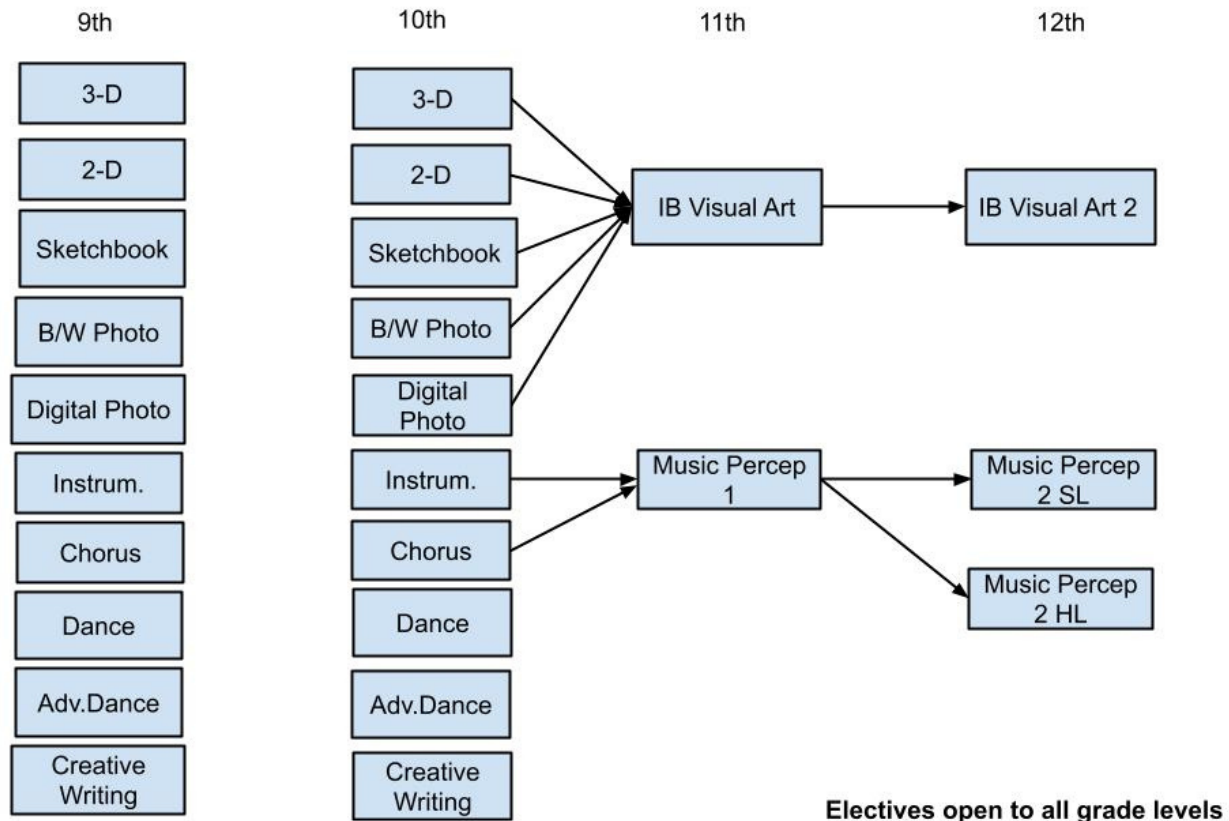 9th
10th
11th
12th
3-D
3-D
2-D
2-D
IB Visual Art
IB Visual Art 2
Sketchbook
Sketchbook
B/W Photo
B/W Photo
Digital Photo
Digital
Photo
Instrum.
Instrum.
Music Percep
1
Music Percep
2 SL
Chorus
Chorus
Music Percep
2 HL
Dance
Dance
Adv.Dance
Adv.Dance
Creative
Writing
Creative
Writing
Electives open to all grade levels